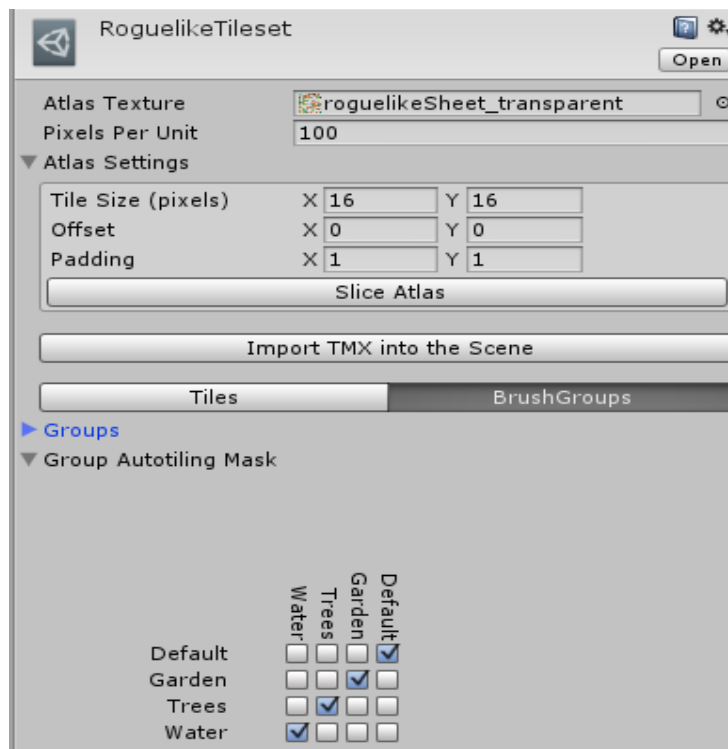 RoguelikeTileset
Open
Atlas Texture roguelikeSheet_transparent
Pixels Per Unit 100
Atlas Settings
Tile Size (pixels) X 16 Y 16
Offset X 0 Y 0
Padding X 1 Y 1
Slice Atlas
Import TMX into the Scene
Tiles BrushGroups
Groups
Group Autotiling Mask
Water Trees Garden Default
Default
Garden
Trees
Water